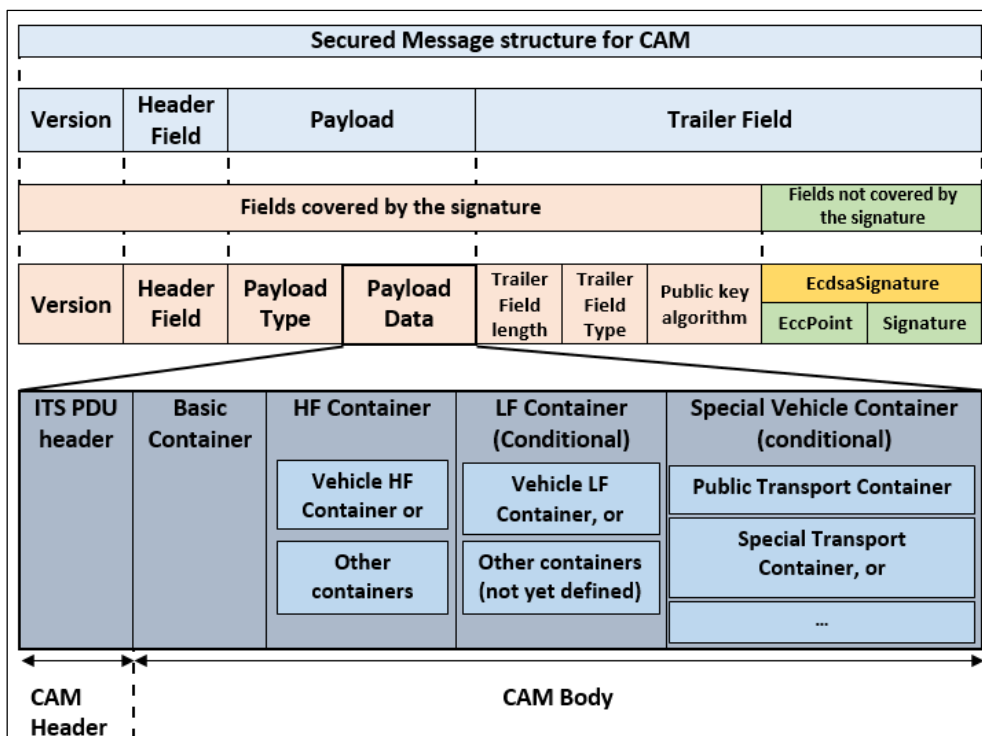 Secured Message structure for CAM
Version
Header
Field
Payload
Trailer Field
Fields covered by the signature
Fields not covered by
the signature
Version
Header
Field
Payload
Type
Payload
Data
Trailer
Field
length
Trailer
Field
Type
Public key
algorithm
EcdsaSignature
EccPoint
Signature
ITS PDU
header
Basic
Container
HF Container
Vehicle HF
Container or
Other
containers
LF Container
(Conditional)
Vehicle LF
Container, or
Other containers
(not yet defined)
Special Vehicle Container
(conditional)
Public Transport Container
Special Transport
Container, or
...
CAM
Header
CAM Body